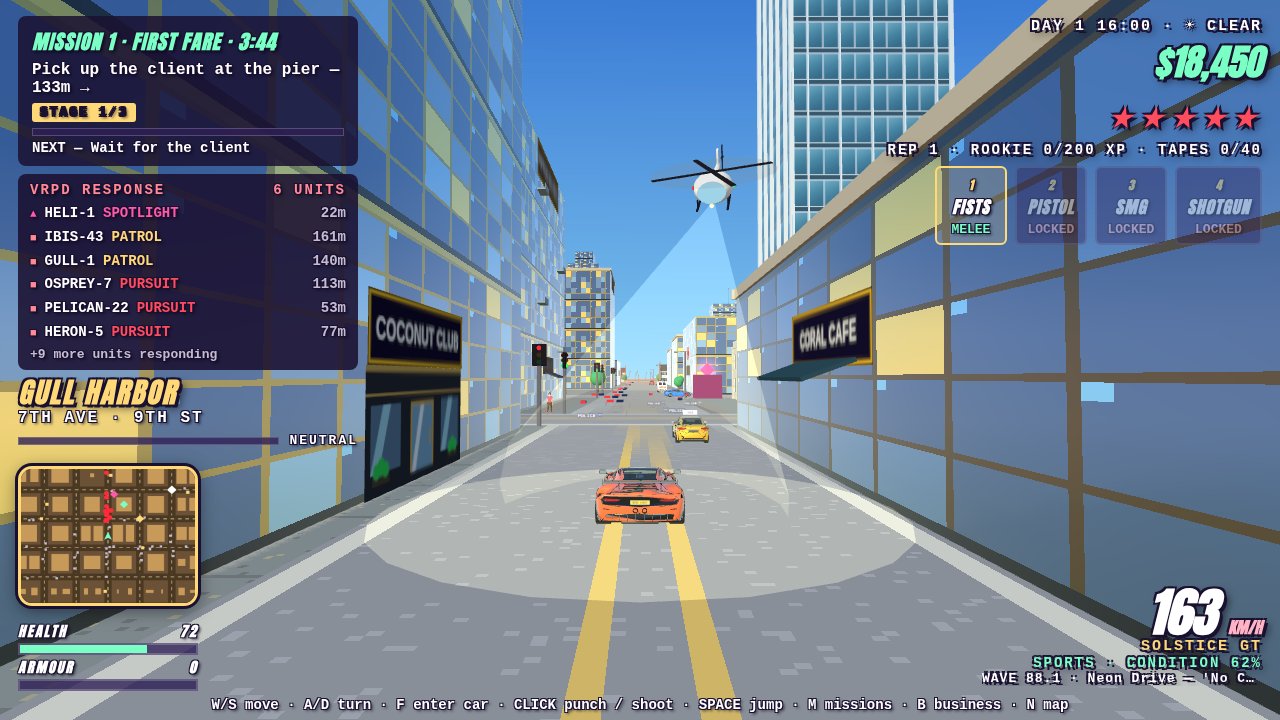 MISSION 1 · FIRST FARE · 3:44
Pick up the client at the pier —
133m →
STAGE 1/3
NEXT — Wait for the client
VRPD RESPONSE 6 UNITS
▲ HELI-1 SPOTLIGHT 22m
■ IBIS-43 PATROL 161m
■ GULL-1 PATROL 140m
■ OSPREY-7 PURSUIT 113m
■ PELICAN-22 PURSUIT 53m
■ HERON-5 PURSUIT 77m
+9 more units responding
GULL HARBOR
7TH AVE · 9TH ST
NEUTRAL
HEALTH 72
ARMOUR 0
DAY 1 16:00 · ☀ CLEAR
$18,450
★ ★ ★ ★ ★
REP 1 · ROOKIE 0/200 XP · TAPES 0/40
1 FISTS MELEE
2 PISTOL LOCKED
3 SMG LOCKED
4 SHOTGUN LOCKED
COCONUT CLUB
CORAL CAFE
163 KM/H
SOLSTICE GT
SPORTS · CONDITION 62%
WAVE 88.1 · Neon Drive — 'No C…
W/S move · A/D turn · F enter car · CLICK punch / shoot · SPACE jump · M missions · B business · N map